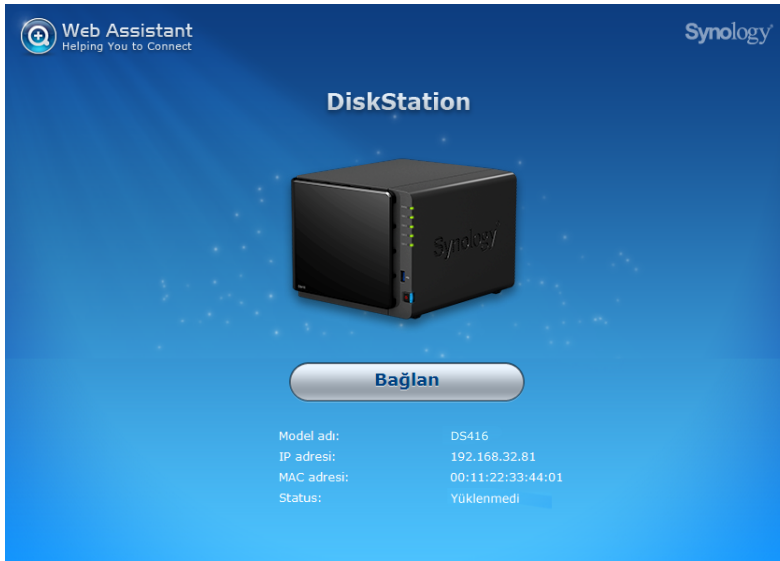 Web Assistant
Helping You to Connect
Synology
DiskStation
Synology
Bağlan
Model adı: DS416
IP adresi: 192.168.32.81
MAC adresi: 00:11:22:33:44:01
Status: Yüklenmedi